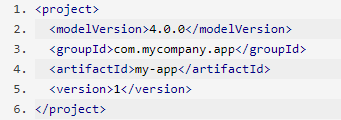 1. <project>
2. <modelVersion>4.0.0</modelVersion>
3. <groupId>com.mycompany.app</groupId>
4. <artifactId>my-app</artifactId>
5. <version>1</version>
6. </project>